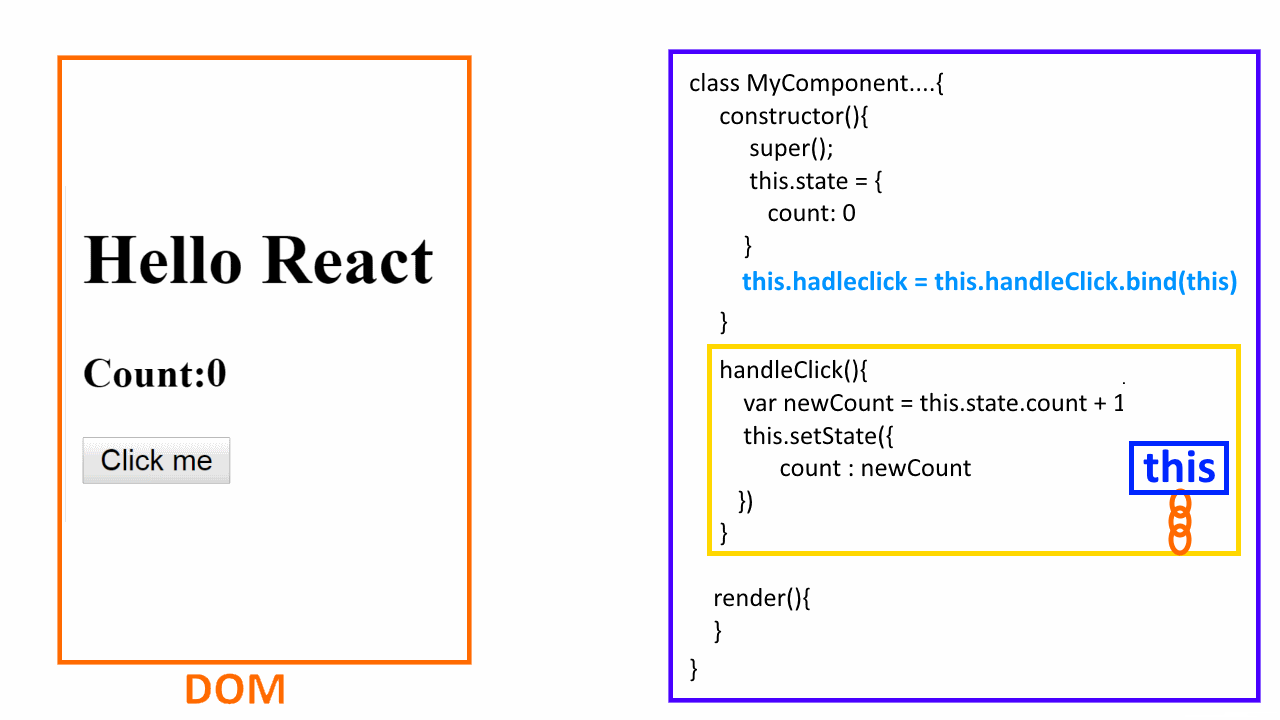 Hello React
Count:0
Click me
DOM
class MyComponent....{
constructor(){
super();
this.state = {
count: 0
}
this.hadleclick = this.handleClick.bind(this)
}
handleClick(){
var newCount = this.state.count + 1
this.setState({
count : newCount
})
}
this
render(){
}
}